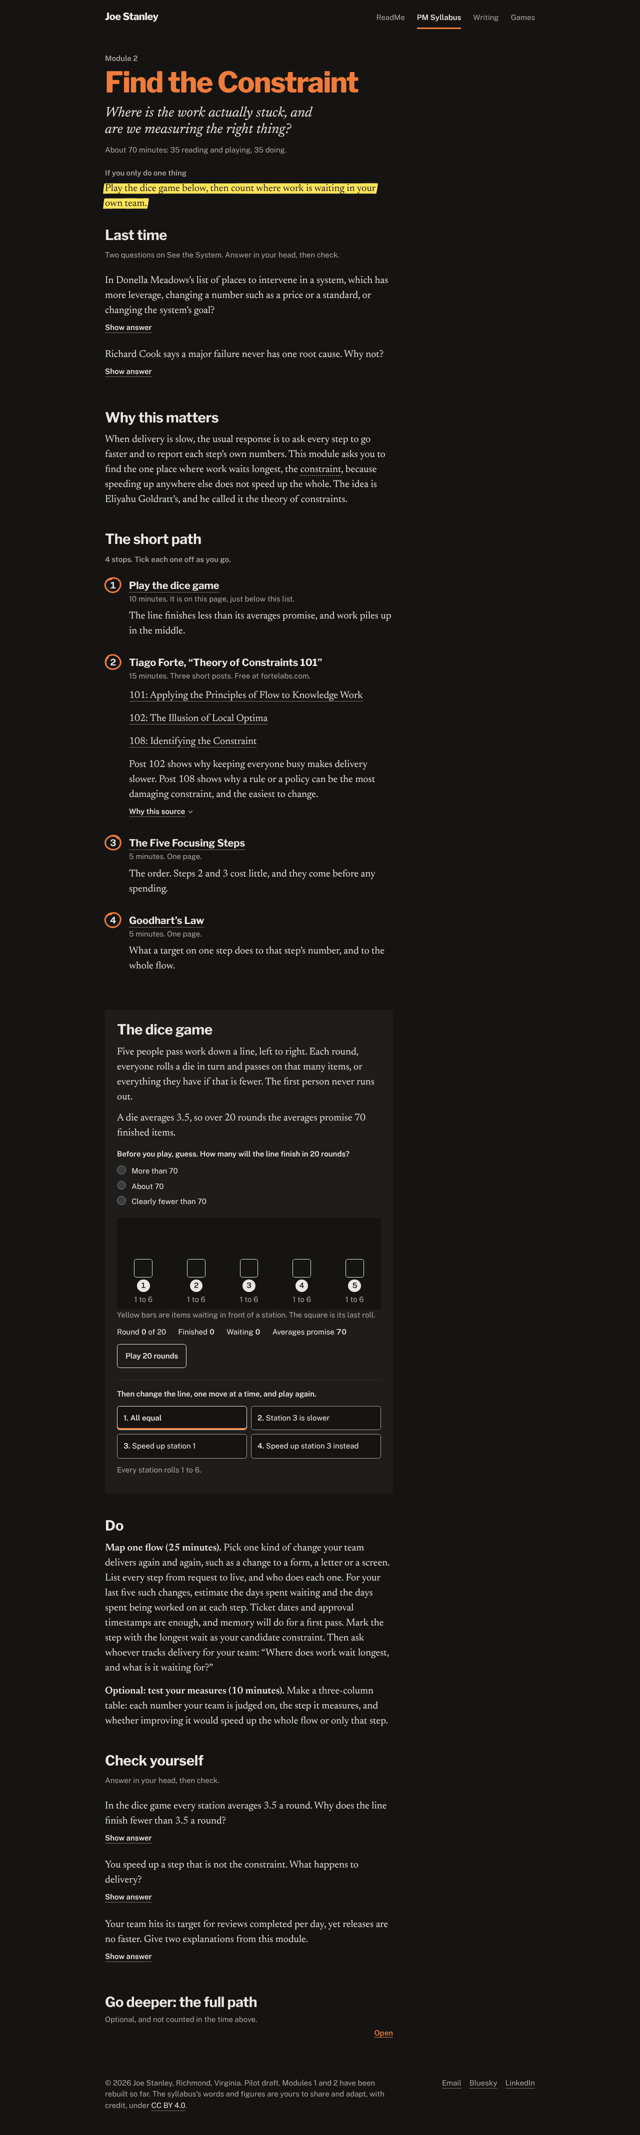 Joe Stanley
ReadMe PM Syllabus Writing Games
Module 2
Find the Constraint
Where is the work actually stuck, and
are we measuring the right thing?
About 70 minutes: 35 reading and playing, 35 doing.
If you only do one thing
Play the dice game below, then count where work is waiting in your
own team.
Last time
Two questions on See the System. Answer in your head, then check.
In Donella Meadows’s list of places to intervene in a system, which has
more leverage, changing a number such as a price or a standard, or
changing the system’s goal?
Show answer
Richard Cook says a major failure never has one root cause. Why not?
Show answer
Why this matters
When delivery is slow, the usual response is to ask every step to go
faster and to report each step’s own numbers. This module asks you to
find the one place where work waits longest, the constraint, because
speeding up anywhere else does not speed up the whole. The idea is
Eliyahu Goldratt’s, and he called it the theory of constraints.
The short path
4 stops. Tick each one off as you go.
1 Play the dice game
10 minutes. It is on this page, just below this list.
The line finishes less than its averages promise, and work piles up
in the middle.
2 Tiago Forte, “Theory of Constraints 101”
15 minutes. Three short posts. Free at fortelabs.com.
101: Applying the Principles of Flow to Knowledge Work
102: The Illusion of Local Optima
108: Identifying the Constraint
Post 102 shows why keeping everyone busy makes delivery
slower. Post 108 shows why a rule or a policy can be the most
damaging constraint, and the easiest to change.
Why this source
3 The Five Focusing Steps
5 minutes. One page.
The order. Steps 2 and 3 cost little, and they come before any
spending.
4 Goodhart’s Law
5 minutes. One page.
What a target on one step does to that step’s number, and to the
whole flow.
The dice game
Five people pass work down a line, left to right. Each round,
everyone rolls a die in turn and passes on that many items, or
everything they have if that is fewer. The first person never runs
out.
A die averages 3.5, so over 20 rounds the averages promise 70
finished items.
Before you play, guess. How many will the line finish in 20 rounds?
More than 70
About 70
Clearly fewer than 70
1 2 3 4 5
1 to 6 1 to 6 1 to 6 1 to 6 1 to 6
Yellow bars are items waiting in front of a station. The square is its last roll.
Round 0 of 20 Finished 0 Waiting 0 Averages promise 70
Play 20 rounds
Then change the line, one move at a time, and play again.
1. All equal 2. Station 3 is slower
3. Speed up station 1 4. Speed up station 3 instead
Every station rolls 1 to 6.
Do
Map one flow (25 minutes). Pick one kind of change your team
delivers again and again, such as a change to a form, a letter or a screen.
List every step from request to live, and who does each one. For your
last five such changes, estimate the days spent waiting and the days
spent being worked on at each step. Ticket dates and approval
timestamps are enough, and memory will do for a first pass. Mark the
step with the longest wait as your candidate constraint. Then ask
whoever tracks delivery for your team: “Where does work wait longest,
and what is it waiting for?”
Optional: test your measures (10 minutes). Make a three-column
table: each number your team is judged on, the step it measures, and
whether improving it would speed up the whole flow or only that step.
Check yourself
Answer in your head, then check.
In the dice game every station averages 3.5 a round. Why does the line
finish fewer than 3.5 a round?
Show answer
You speed up a step that is not the constraint. What happens to
delivery?
Show answer
Your team hits its target for reviews completed per day, yet releases are
no faster. Give two explanations from this module.
Show answer
Go deeper: the full path
Optional, and not counted in the time above.
Open
© 2026 Joe Stanley, Richmond, Virginia. Pilot draft. Modules 1 and 2 have been
rebuilt so far. The syllabus’s words and figures are yours to share and adapt, with
credit, under CC BY 4.0.
Email Bluesky LinkedIn